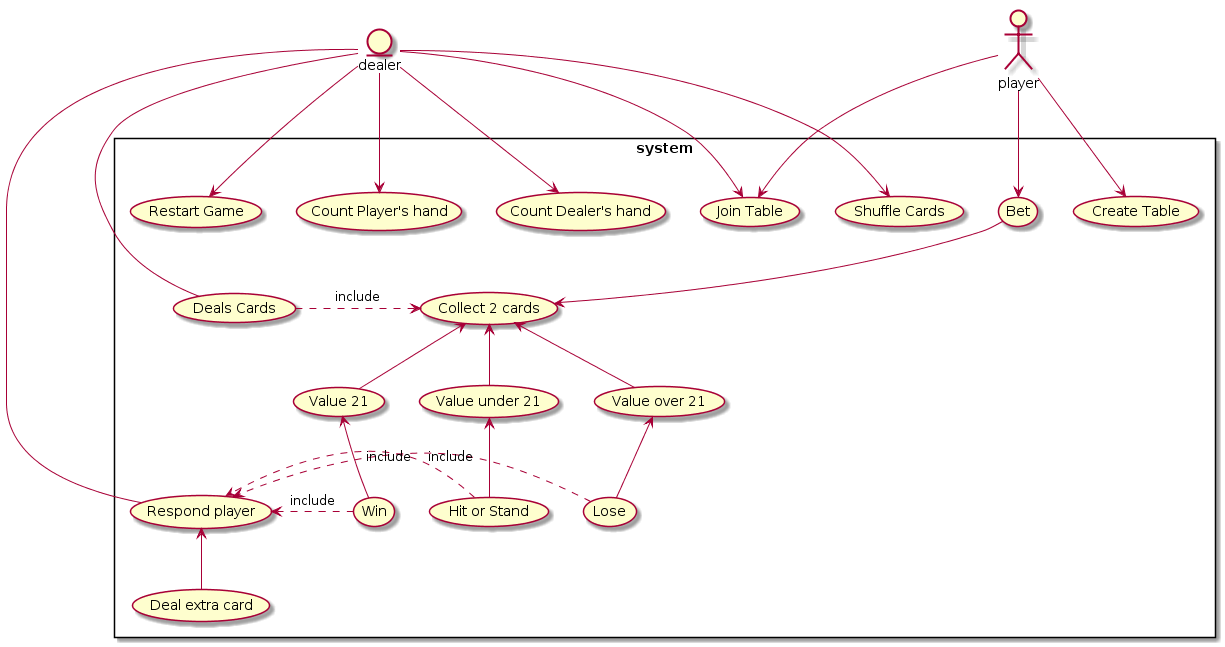 dealer
player
system
Restart Game
Count Player's hand
Count Dealer's hand
Join Table
Shuffle Cards
Bet
Create Table
include
Deals Cards
Collect 2 cards
Value 21
Value under 21
Value over 21
include
include
include
Respond player
Win
Hit or Stand
Lose
Deal extra card